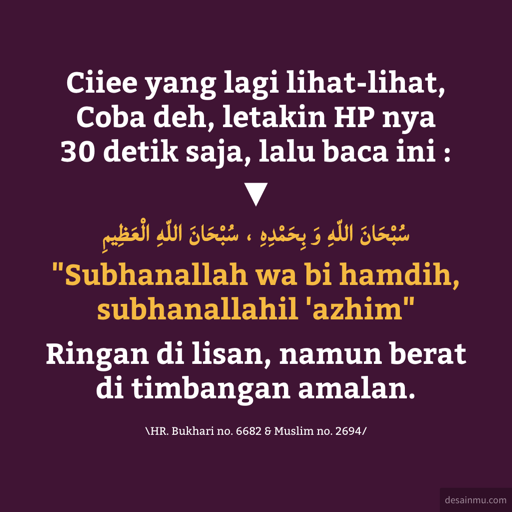 Ciiee yang lagi lihat-lihat,
Coba deh, letakin HP nya
30 detik saja, lalu baca ini :
▼
سُبْحَانَ اللّهِ وَ بِحَمْدِهِ ، سُبْحَانَ اللّهِ الْعَظِيمِ
"Subhanallah wa bi hamdih,
subhanallahil 'azhim"
Ringan di lisan, namun berat
di timbangan amalan.
\HR. Bukhari no. 6682 & Muslim no. 2694/
desainmu.com